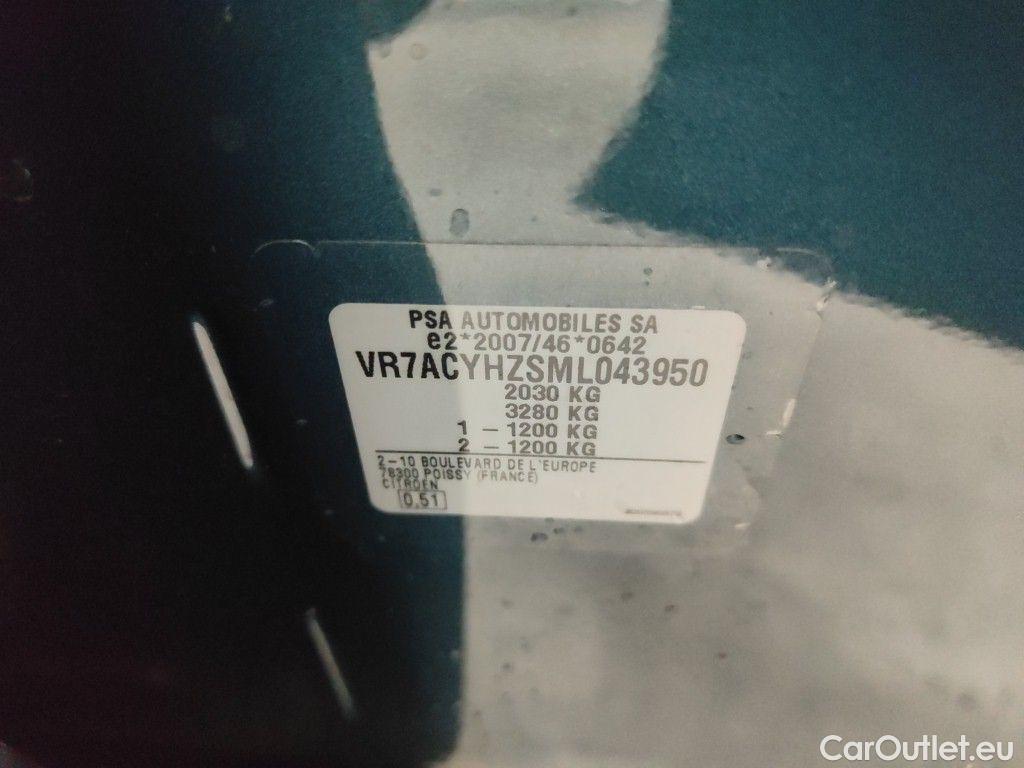 PSA AUTOMOBILES SA
e2*2007/46*0642
VR7ACYHZSML043950
2030 KG
3280 KG
1 – 1200 KG
2 – 1200 KG
2–10 BOULEVARD DE L'EUROPE
78300 POISSY (FRANCE)
CITROEN
0.51
CarOutlet.eu